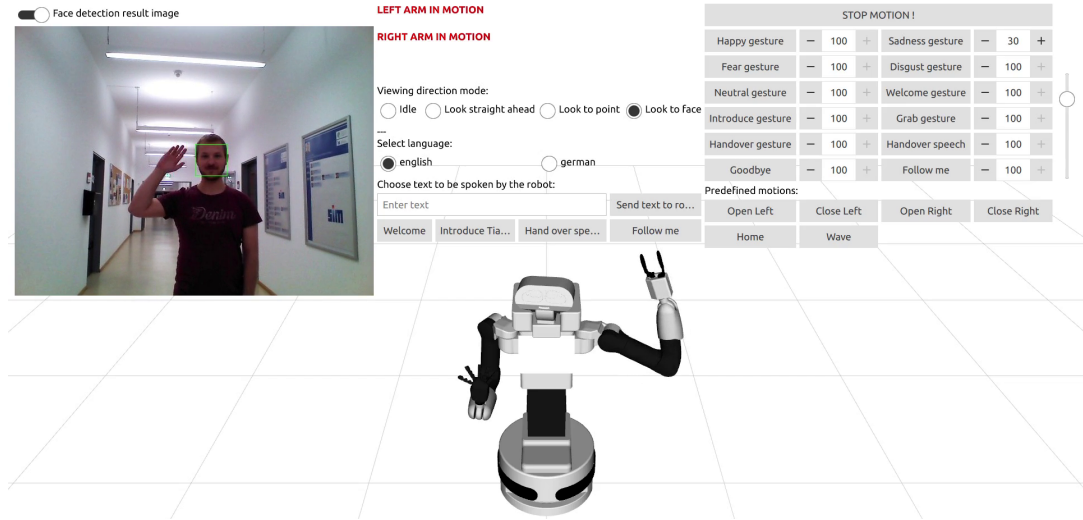 Face detection result image
Denim
sim
LEFT ARM IN MOTION
RIGHT ARM IN MOTION
Viewing direction mode:
Idle Look straight ahead Look to point Look to face
---
Select language:
english german
Choose text to be spoken by the robot:
Enter text Send text to ro...
Welcome Introduce Tia... Hand over spe... Follow me
STOP MOTION !
Happy gesture − 100 + Sadness gesture − 30 +
Fear gesture − 100 + Disgust gesture − 100 +
Neutral gesture − 100 + Welcome gesture − 100 +
Introduce gesture − 100 + Grab gesture − 100 +
Handover gesture − 100 + Handover speech − 100 +
Goodbye − 100 + Follow me − 100 +
Predefined motions:
Open Left Close Left Open Right Close Right
Home Wave